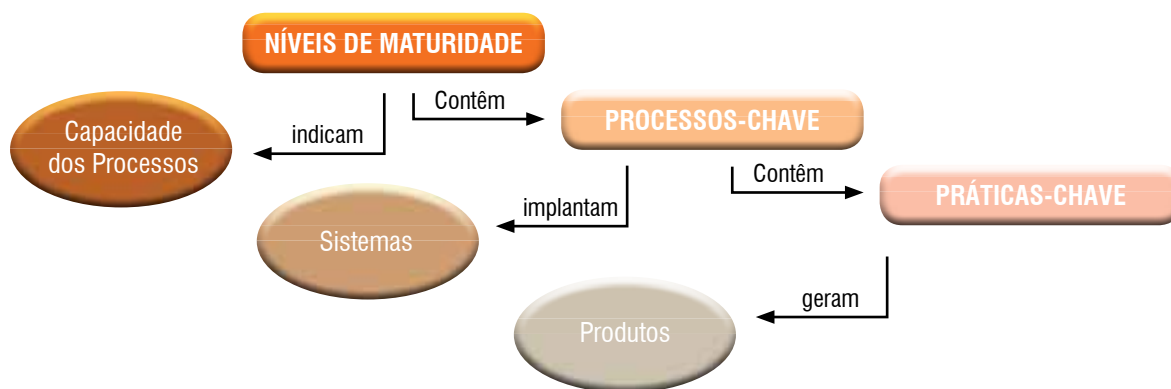 NÍVEIS DE MATURIDADE
Contêm
PROCESSOS-CHAVE
Capacidade
dos Processos
indicam
Contêm
PRÁTICAS-CHAVE
implantam
Sistemas
geram
Produtos